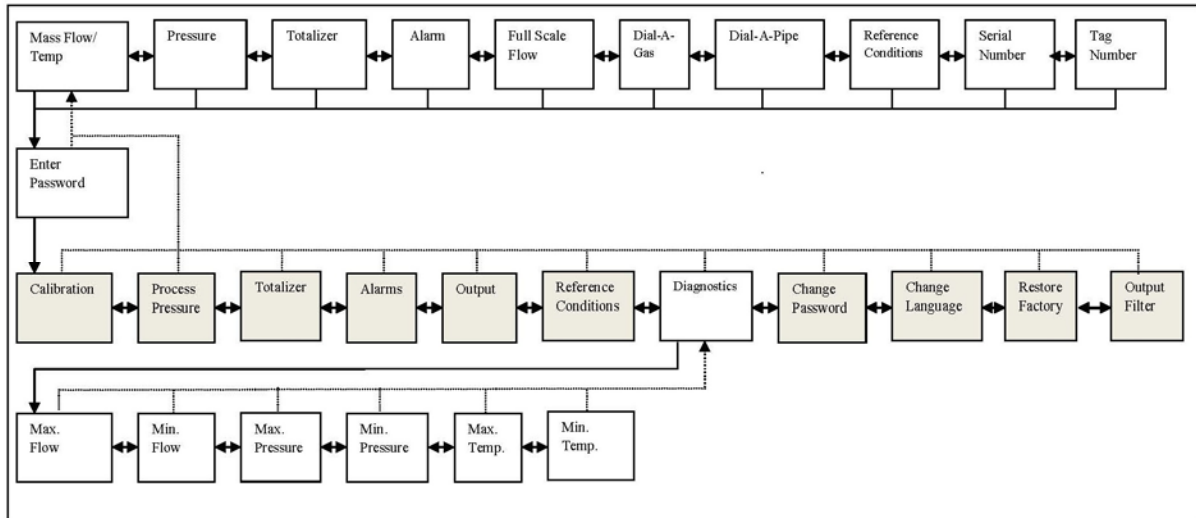 Mass Flow/
Temp
Pressure
Totalizer
Alarm
Full Scale
Flow
Dial-A-
Gas
Dial-A-Pipe
Reference
Conditions
Serial
Number
Tag
Number
Enter
Password
Calibration
Process
Pressure
Totalizer
Alarms
Output
Reference
Conditions
Diagnostics
Change
Password
Change
Language
Restore
Factory
Output
Filter
Max.
Flow
Min.
Flow
Max.
Pressure
Min.
Pressure
Max.
Temp.
Min.
Temp.